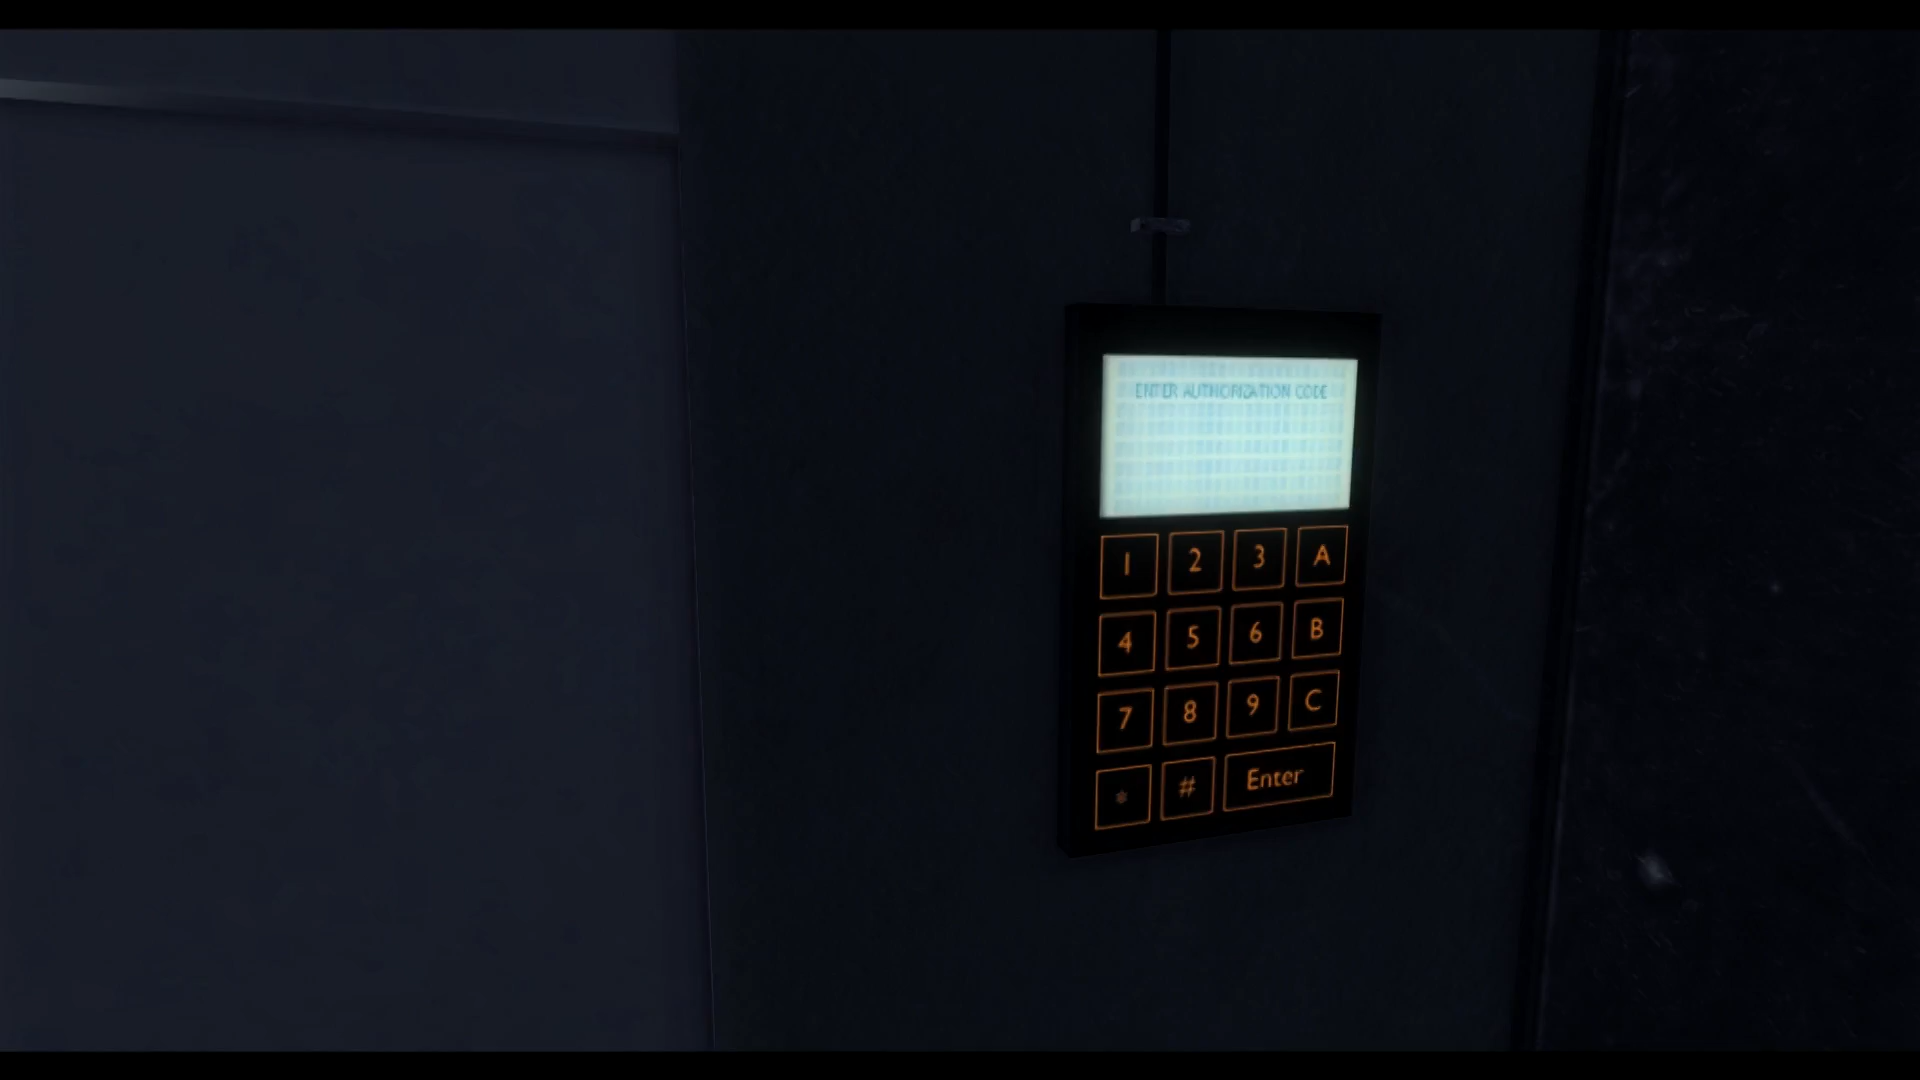 ENTER AUTHORIZATION CODE
1 2 3 A
4 5 6 B
7 8 9 C
* # Enter